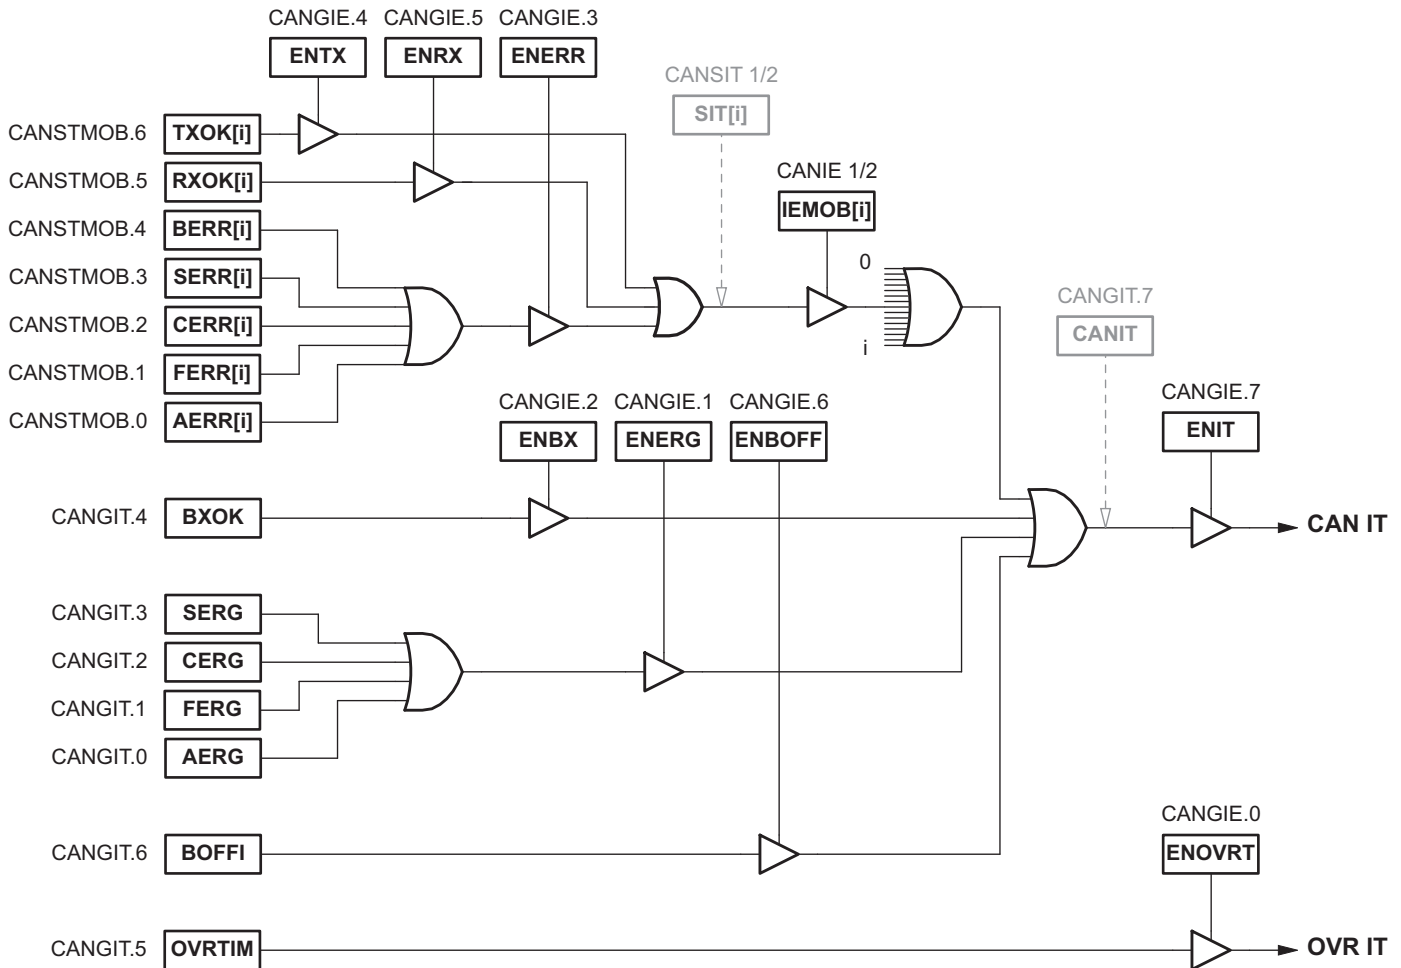 CANGIE.4 CANGIE.5 CANGIE.3
ENTX ENRX ENERR
CANSIT 1/2
SIT[i]
CANSTMOB.6 TXOK[i]
CANIE 1/2
CANSTMOB.5 RXOK[i]
IEMOB[i]
CANSTMOB.4 BERR[i]
0
CANSTMOB.3 SERR[i]
CANGIT.7
CANSTMOB.2 CERR[i]
CANIT
i
CANSTMOB.1 FERR[i]
CANGIE.2 CANGIE.1 CANGIE.6
CANGIE.7
CANSTMOB.0 AERR[i]
ENBX ENERG ENBOFF
ENIT
CANGIT.4 BXOK
CAN IT
CANGIT.3 SERG
CANGIT.2 CERG
CANGIT.1 FERG
CANGIT.0 AERG
CANGIE.0
CANGIT.6 BOFFI
ENOVRT
CANGIT.5 OVRTIM
OVR IT